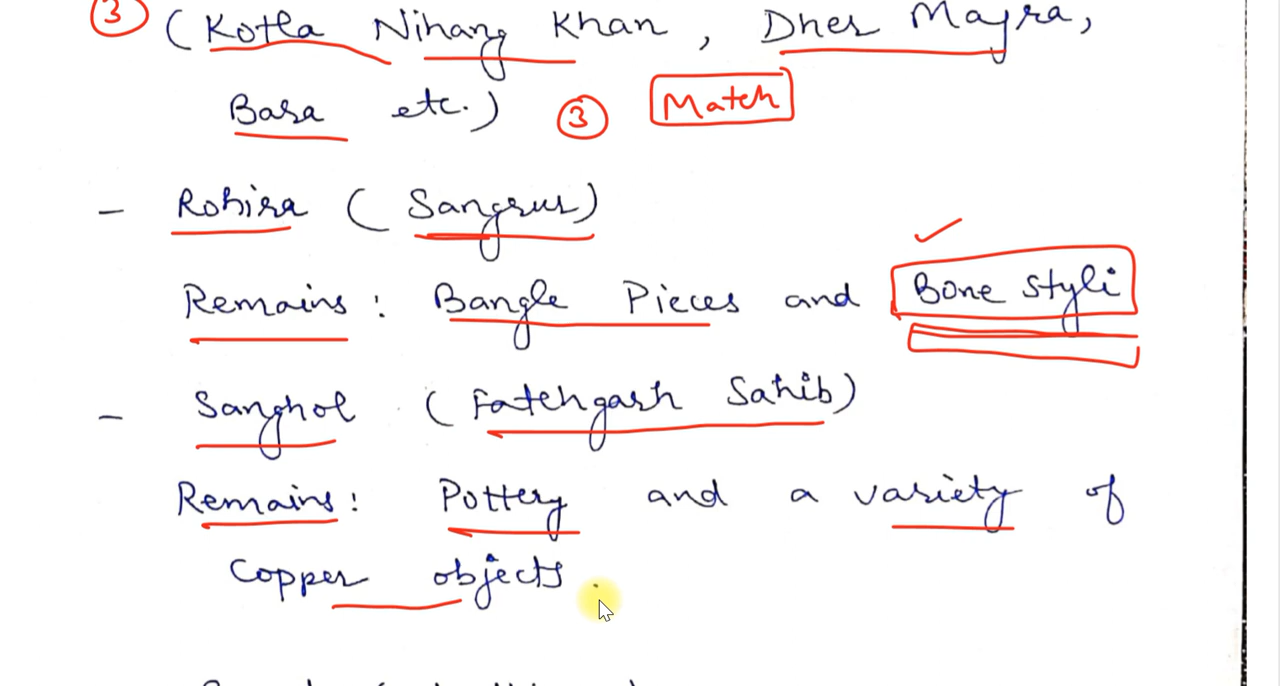 ③ (Kotla Nihang Khan, Dher Majra,
Bara etc.) ③ Match
- Rohira (Sangrur)
Remains: Bangle Pieces and Bone Styli
- Sanghol (Fatehgarh Sahib)
Remains: Pottery and a variety of
Copper objects.